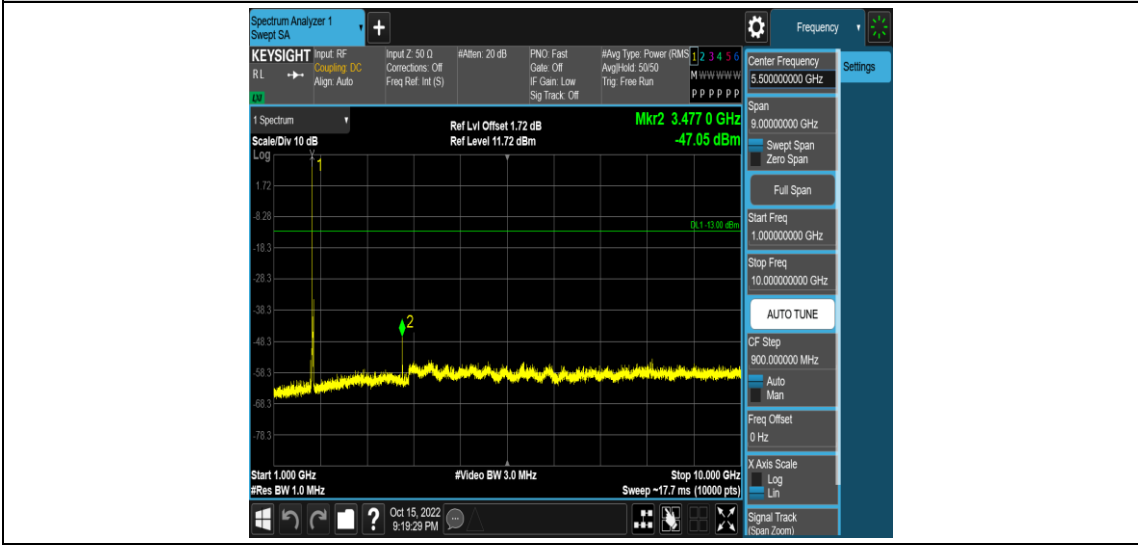 Spectrum Analyzer 1
Swept SA
+
Frequency
KEYSIGHT
RL
LM
Input: RF
Coupling: DC
Align: Auto
Input Z: 50 Ω
Corrections: Off
Freq Ref: Int (S)
#Atten: 20 dB
PNO: Fast
Gate: Off
IF Gain: Low
Sig Track: Off
#Avg Type: Power (RMS
Avg|Hold: 50/50
Trig: Free Run
1 2 3 4 5 6
M W W W W W
P P P P P P
1 Spectrum
Scale/Div 10 dB
Log
Ref Lvl Offset 1.72 dB
Ref Level 11.72 dBm
Mkr2 3.477 0 GHz
-47.05 dBm
1
1.72
-8.28
DL1 -13.00 dBm
-18.3
-28.3
-38.3
2
-48.3
-58.3
-68.3
-78.3
Start 1.000 GHz
#Video BW 3.0 MHz
Stop 10.000 GHz
#Res BW 1.0 MHz
Sweep ~17.7 ms (10000 pts)
Oct 15, 2022
9:19:29 PM
?
Center Frequency
5.500000000 GHz
Settings
Span
9.00000000 GHz
Swept Span
Zero Span
Full Span
Start Freq
1.000000000 GHz
Stop Freq
10.000000000 GHz
AUTO TUNE
CF Step
900.000000 MHz
Auto
Man
Freq Offset
0 Hz
X Axis Scale
Log
Lin
Signal Track
(Span Zoom)